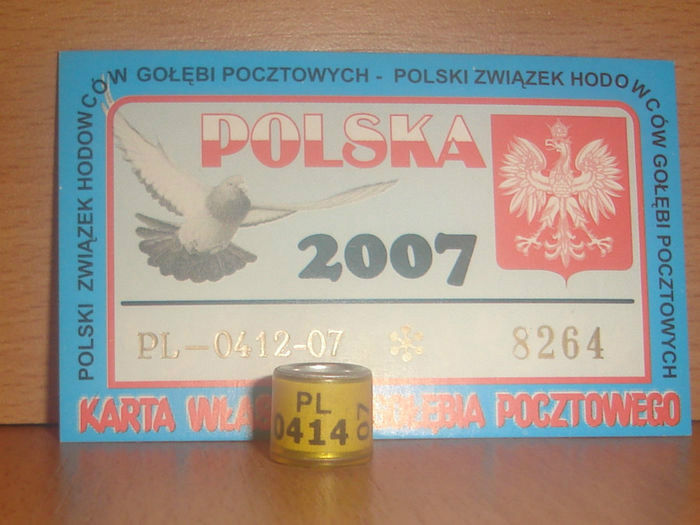 POLSKI ZWIĄZEK HODOWCÓW GOŁĘBI POCZTOWYCH - POLSKI ZWIĄZEK HODOWCÓW GOŁĘBI POCZTOWYCH
POLSKA
2007
PL-0412-07 8264
KARTA POCZTOWEGO
PL
0414 07